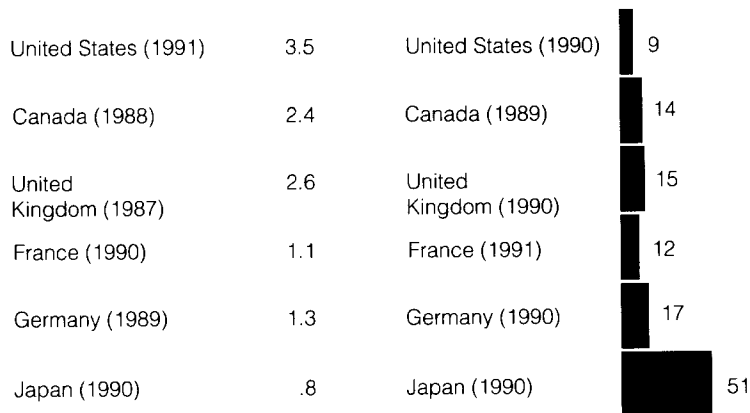 United States (1991) 3.5 United States (1990) 9
Canada (1988) 2.4 Canada (1989) 14
United 2.6 United 15
Kingdom (1987) Kingdom (1990)
France (1990) 1.1 France (1991) 12
Germany (1989) 1.3 Germany (1990) 17
Japan (1990) .8 Japan (1990) 51